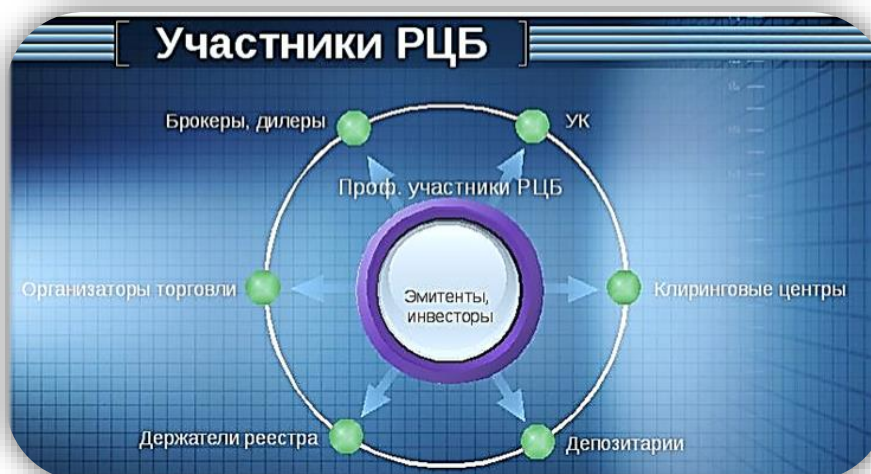 Участники РЦБ
Брокеры, дилеры
УК
Проф. участники РЦБ
Организаторы торговли
Эмитенты,
инвесторы
Клиринговые центры
Держатели реестра
Депозитарии